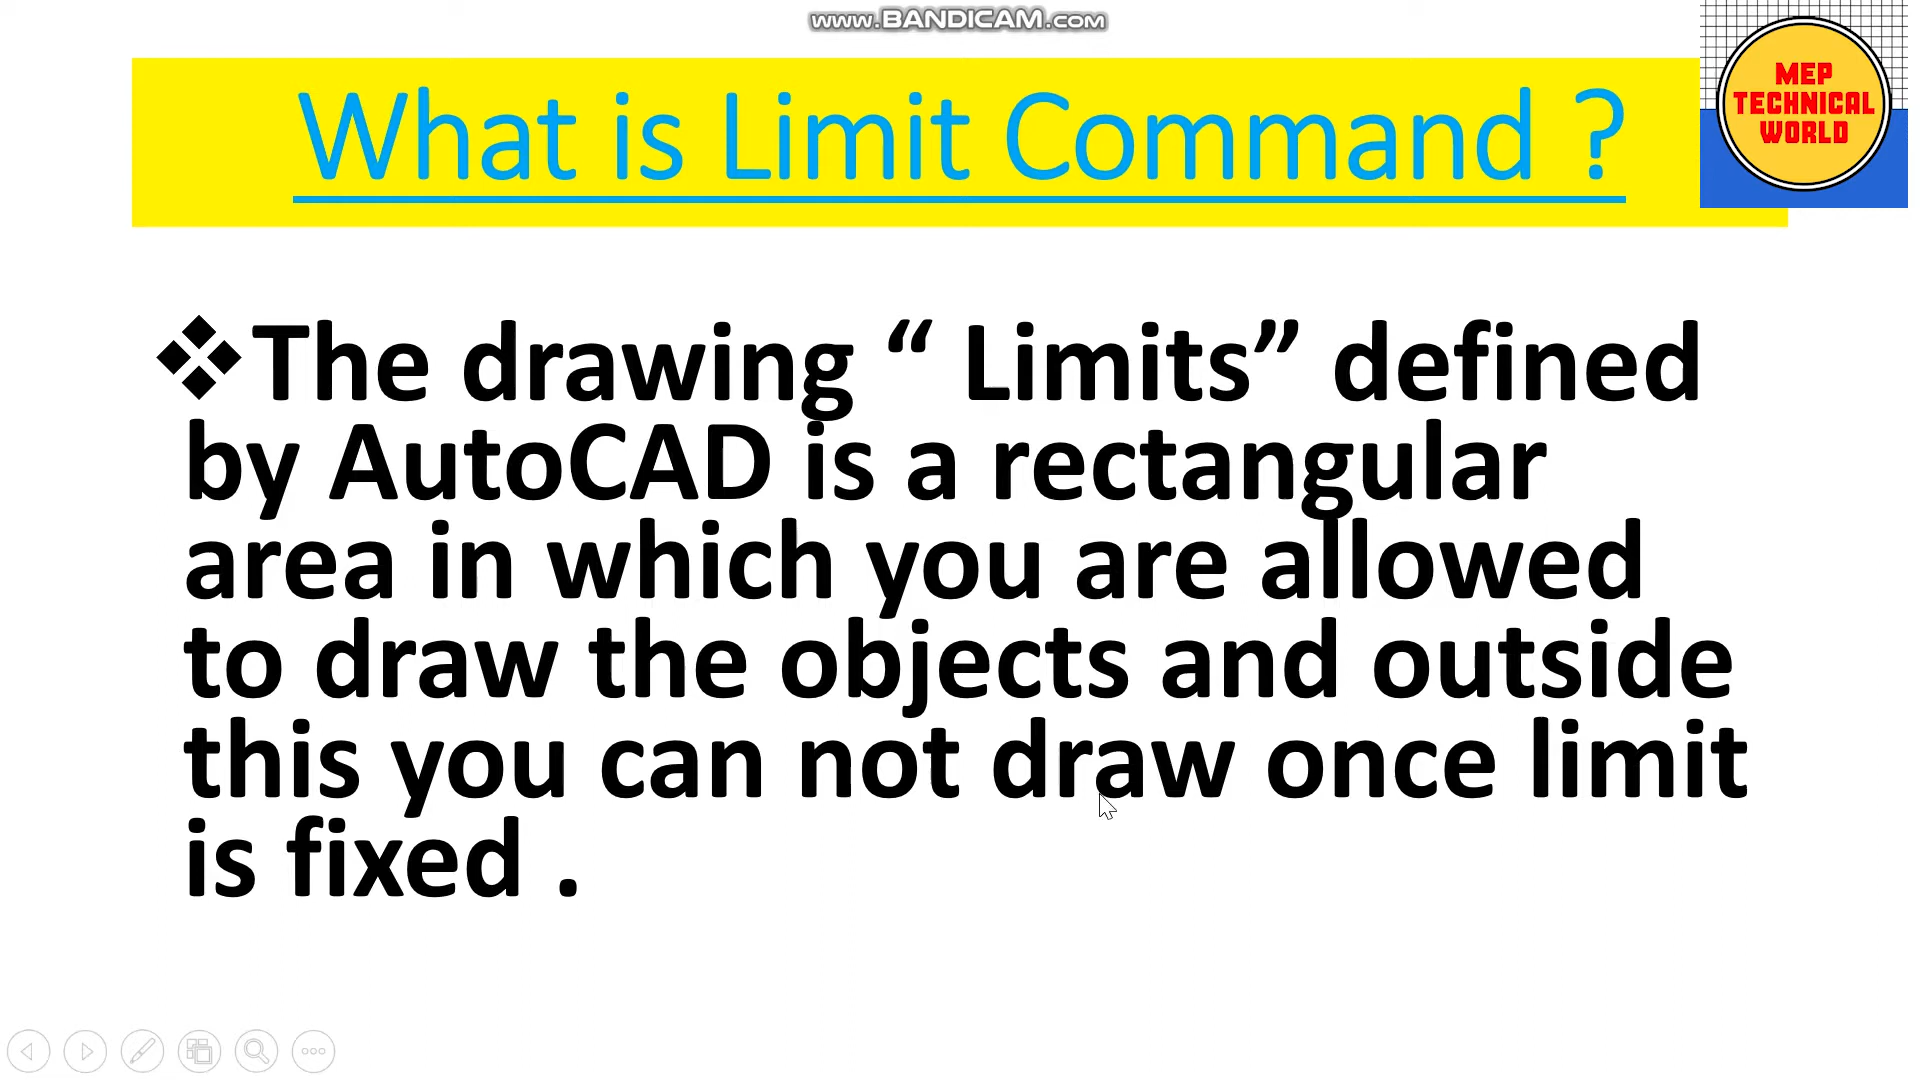 www.BANDICAM.com
MEP
TECHNICAL
WORLD
What is Limit Command ?
❖The drawing “ Limits” defined
by AutoCAD is a rectangular
area in which you are allowed
to draw the objects and outside
this you can not draw once limit
is fixed .